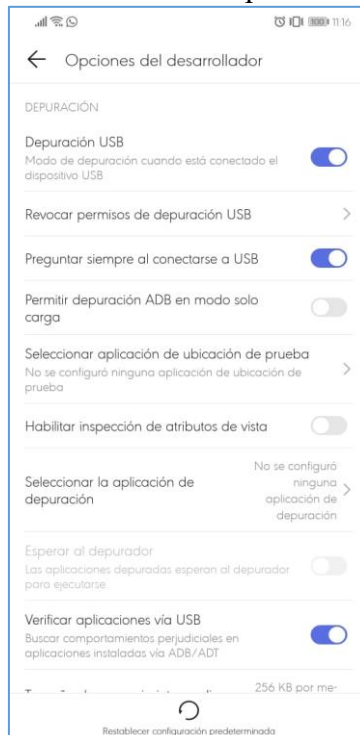 11:16
Opciones del desarrollador
DEPURACIÓN
Depuración USB
Modo de depuración cuando está conectado el
dispositivo USB
Revocar permisos de depuración USB
Preguntar siempre al conectarse a USB
Permitir depuración ADB en modo solo
carga
Seleccionar aplicación de ubicación de prueba
No se configuró ninguna aplicación de ubicación de
prueba
Habilitar inspección de atributos de vista
Seleccionar la aplicación de
depuración
No se configuró
ninguna
aplicación de
depuración
Esperar al depurador
Las aplicaciones depuradas esperan al depurador
para ejecutarse.
Verificar aplicaciones vía USB
Buscar comportamientos perjudiciales en
aplicaciones instaladas vía ADB/ADT
256 KB por me-
Restablecer configuración predeterminada